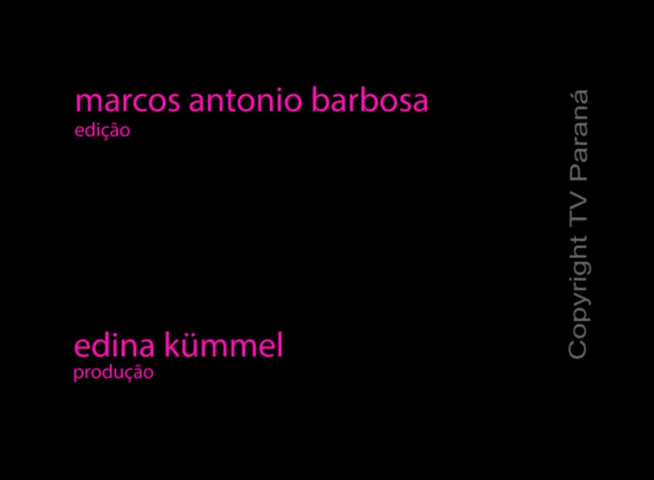 marcos antonio barbosa
edição
edina kümmel
produção
Copyright TV Paraná